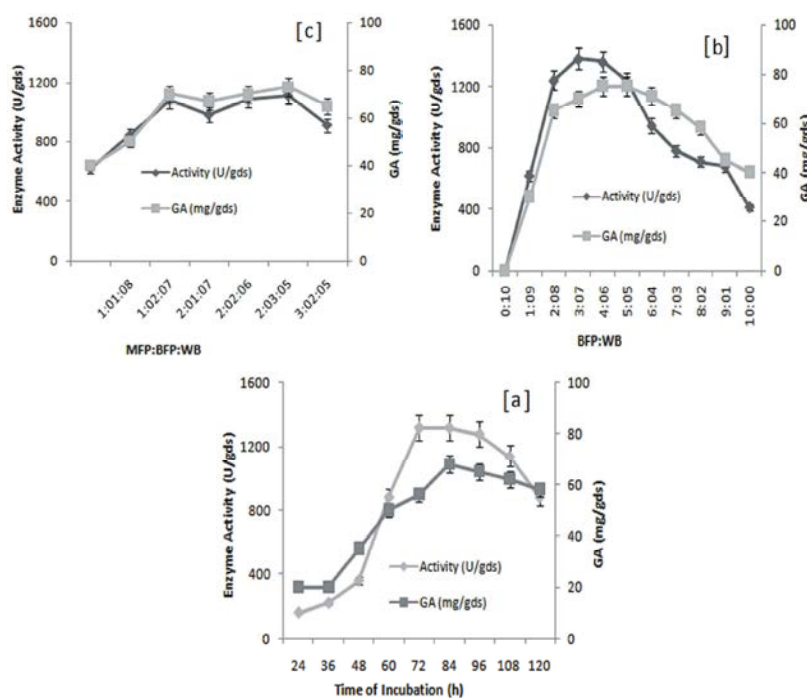 [c]
Enzyme Activity (U/gds)
1600
1200
800
400
0
Activity (U/gds)
GA (mg/gds)
100
80
60
40
20
0
GA (mg/gds)
1:01:08
1:02:07
2:01:07
2:02:06
2:03:05
3:02:05
MFP:BFP:WB
[b]
Enzyme Activity (U/gds)
1600
1200
800
400
0
Activity (U/gds)
GA (mg/gds)
100
80
60
40
20
0
GA (mg/gds)
0:10
1:09
2:08
3:07
4:06
5:05
6:04
7:03
8:02
9:01
10:00
BFP:WB
[a]
Enzyme Activity (U/gds)
1600
1200
800
400
0
Activity (U/gds)
GA (mg/gds)
100
80
60
40
20
0
GA (mg/gds)
24 36 48 60 72 84 96 108 120
Time of Incubation (h)